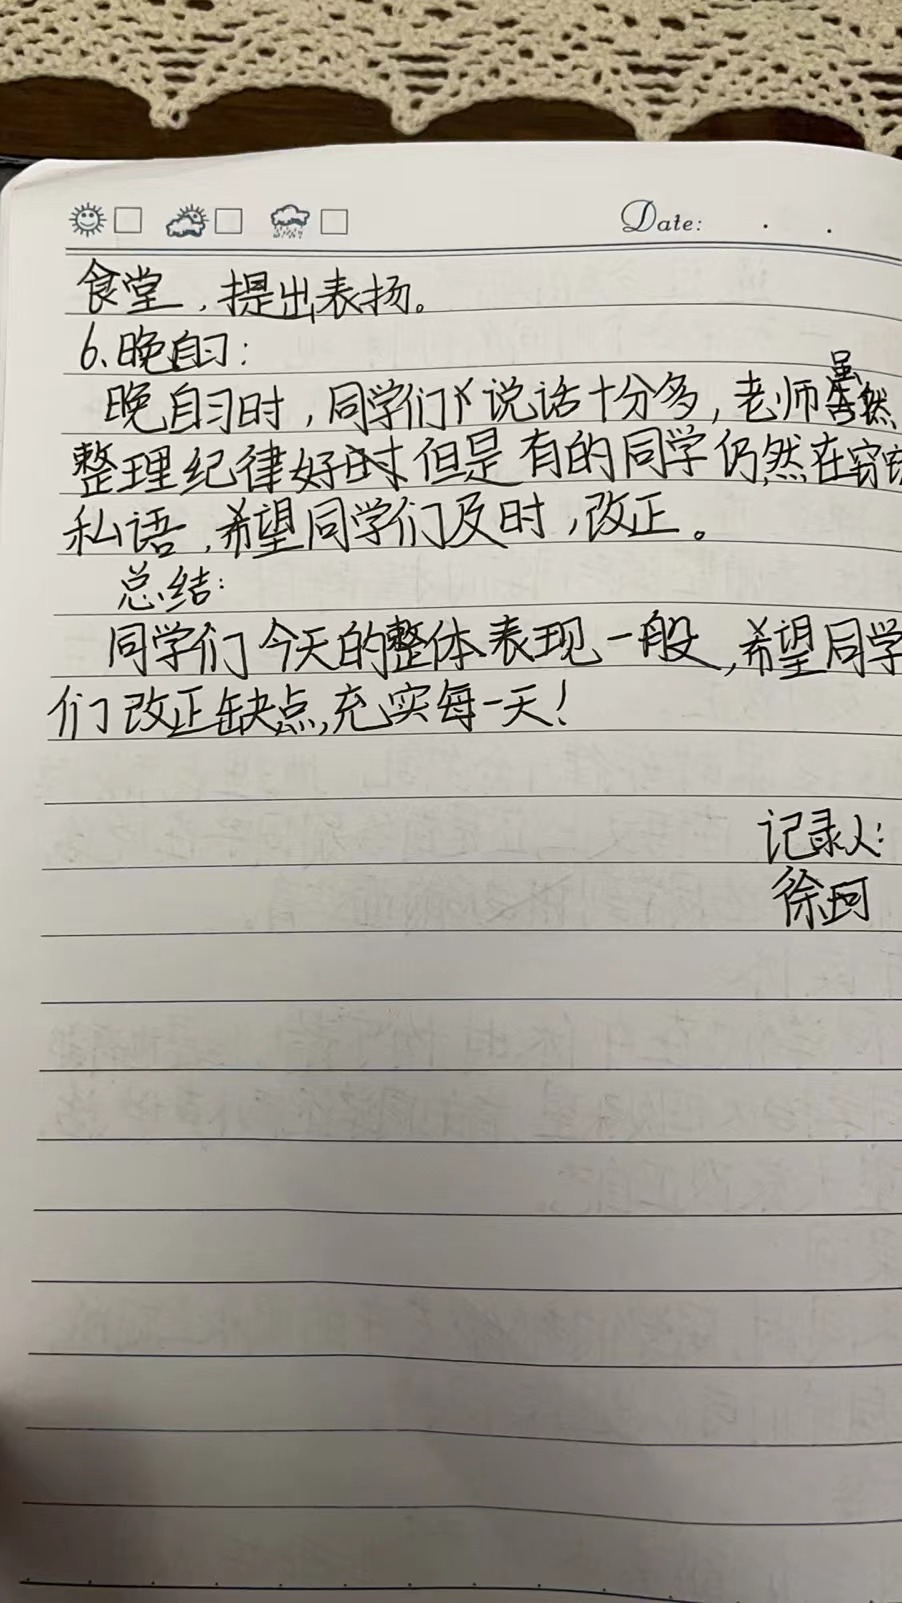 Date: . .
食堂,提出表扬。
6、晚自习:
晚自习时,同学们说话十分多,老师虽然
整理纪律好时但是有的同学仍然在窃窃
私语,希望同学们及时,改正。
总结:
同学们今天的整体表现一般,希望同学
们改正缺点,充实每一天!
记录人:
徐珂